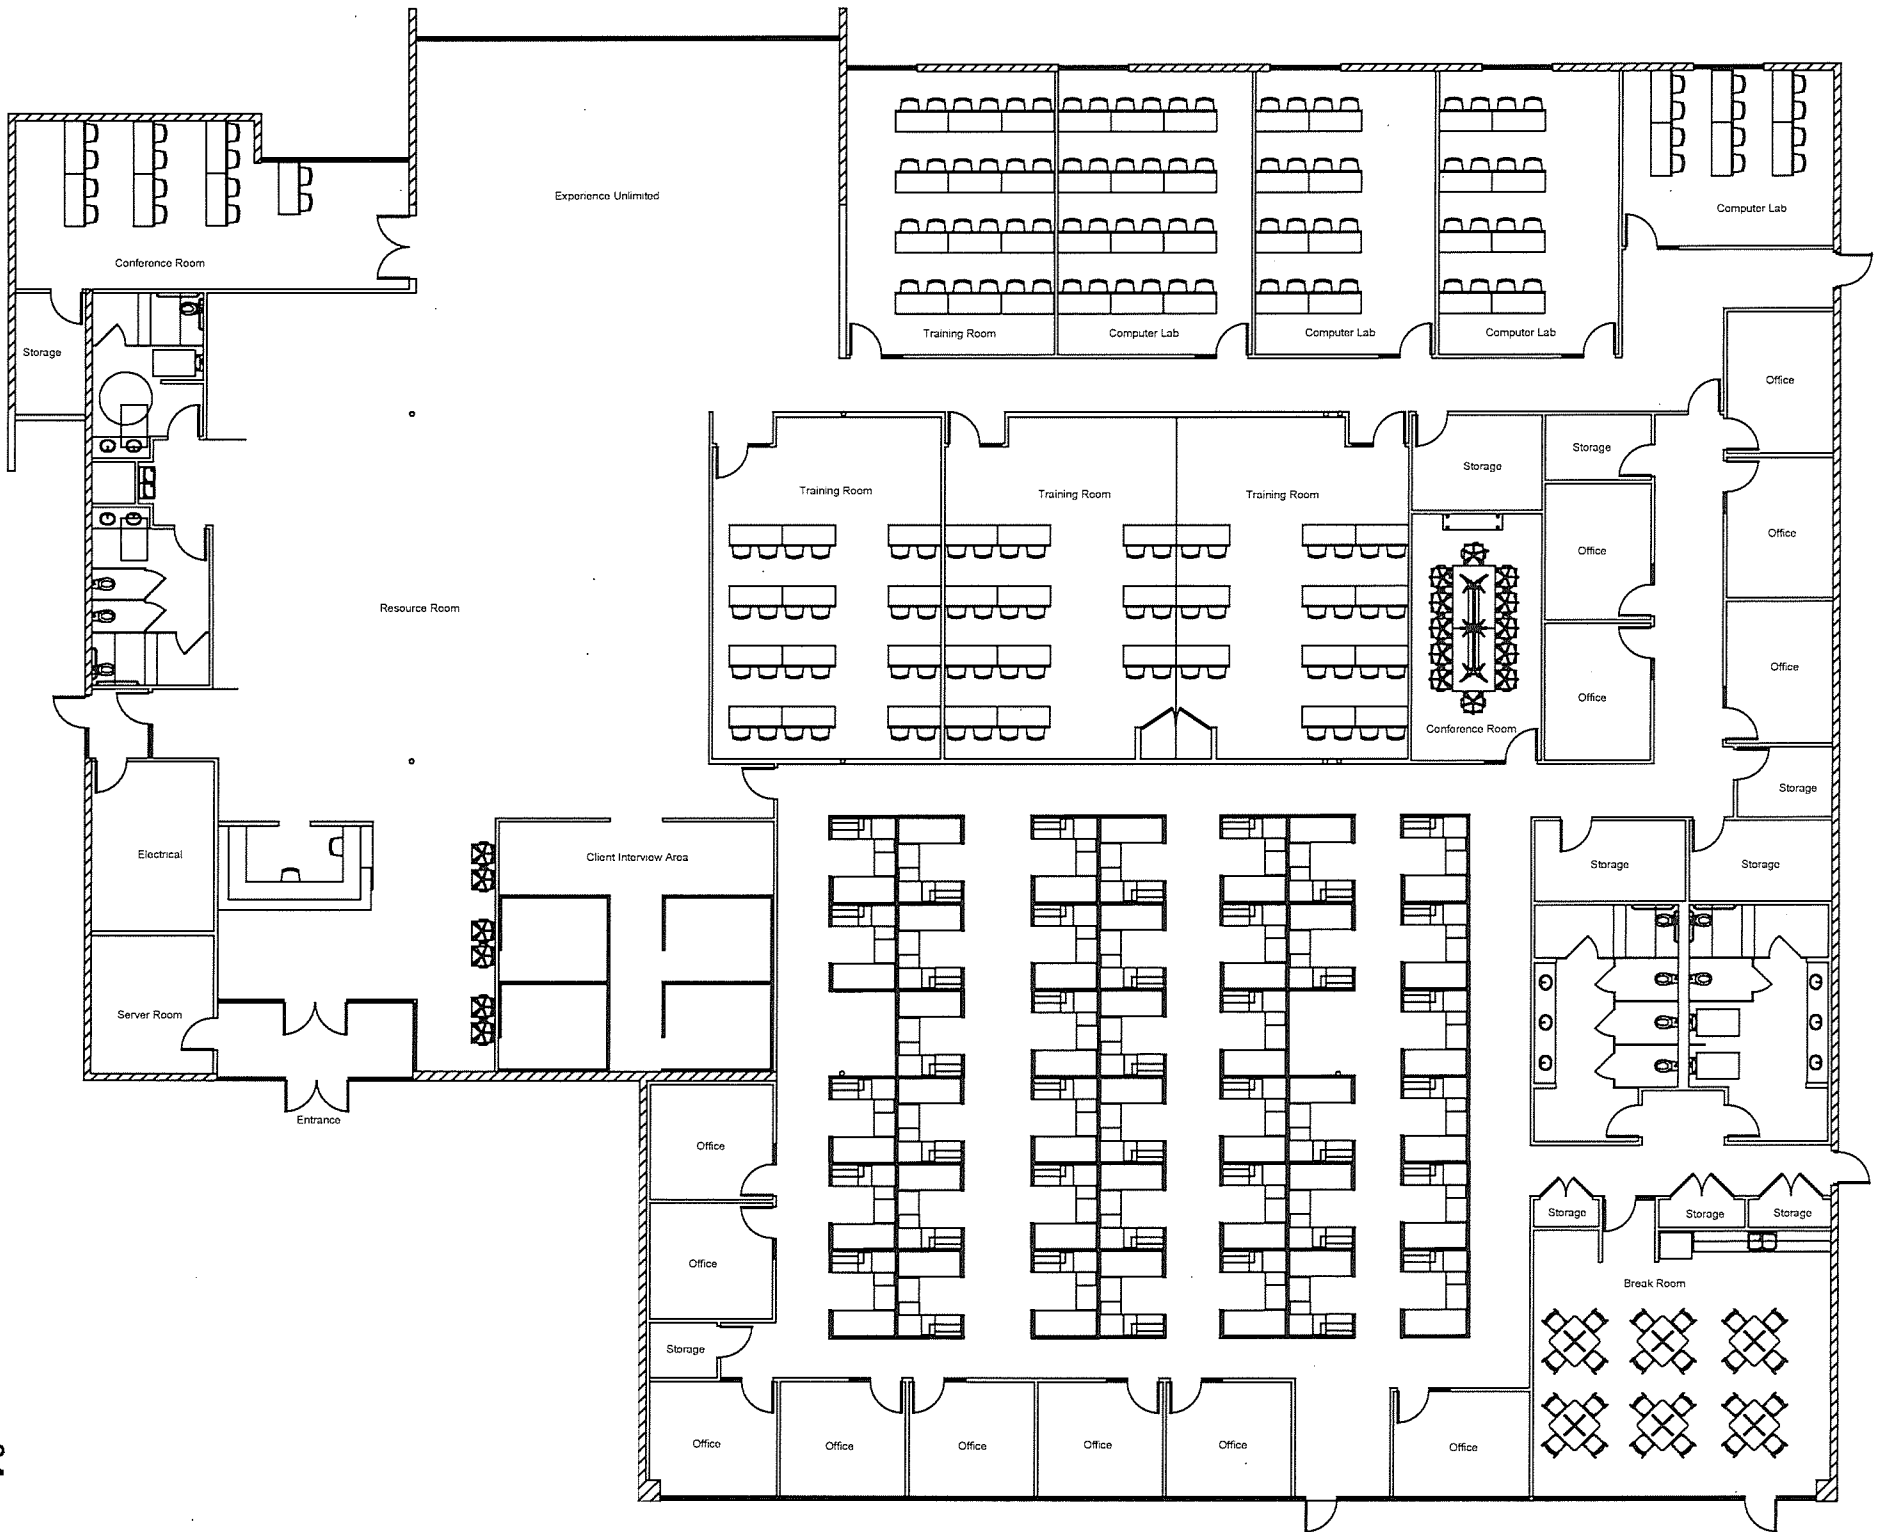 Experience Unlimited
Computer Lab
Conference Room
Training Room
Computer Lab
Computer Lab
Computer Lab
Storage
Office
Storage
Storage
Training Room
Training Room
Training Room
Office
Office
Resource Room
Office
Office
Conference Room
Storage
Electrical
Client Interview Area
Storage
Storage
Server Room
Entrance
Office
Storage
Storage
Storage
Office
Break Room
Storage
Office
Office
Office
Office
Office
Office